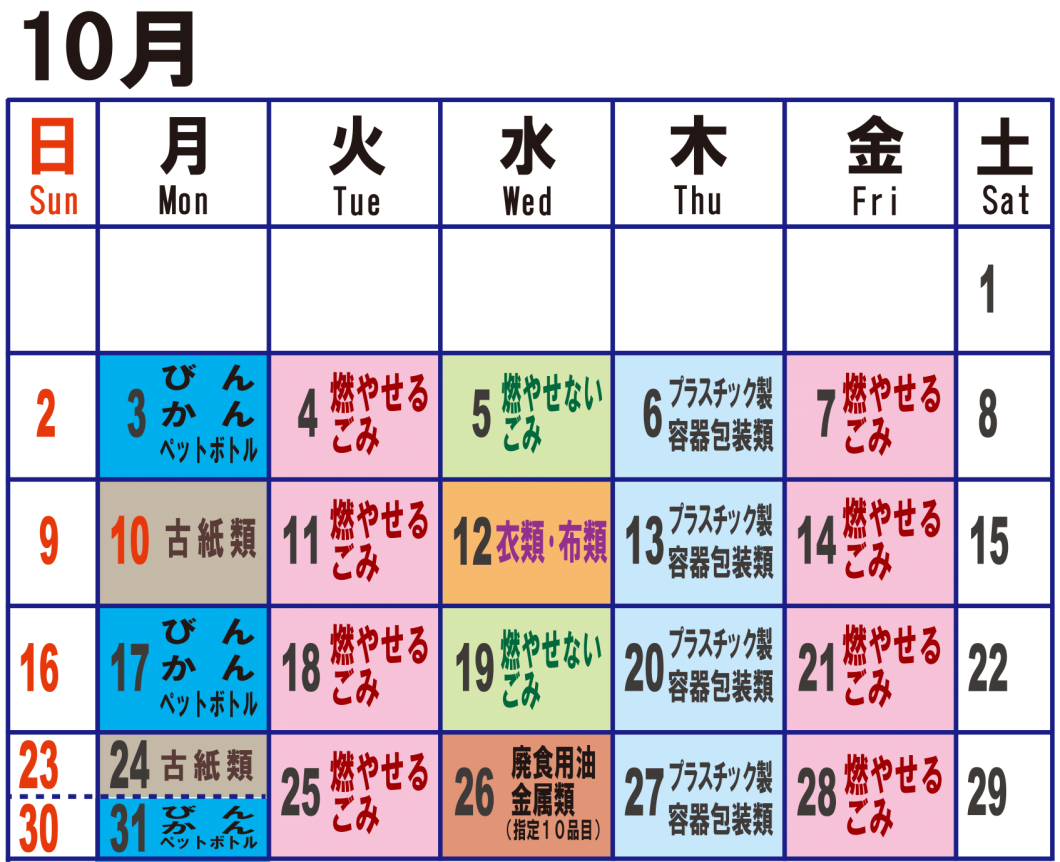 10月
日 月 火 水 木 金 土
Sun Mon Tue Wed Thu Fri Sat
1
2
3 びん
かん
ペットボトル
4 燃やせる
ごみ
5 燃やせない
ごみ
6 プラスチック製
容器包装類
7 燃やせる
ごみ
8
9
10 古紙類
11 燃やせる
ごみ
12 衣類・布類
13 プラスチック製
容器包装類
14 燃やせる
ごみ
15
16
17 びん
かん
ペットボトル
18 燃やせる
ごみ
19 燃やせない
ごみ
20 プラスチック製
容器包装類
21 燃やせる
ごみ
22
23
30
24 古紙類
31 びん
かん
ペットボトル
25 燃やせる
ごみ
26 廃食用油
金属類
（指定10品目）
27 プラスチック製
容器包装類
28 燃やせる
ごみ
29